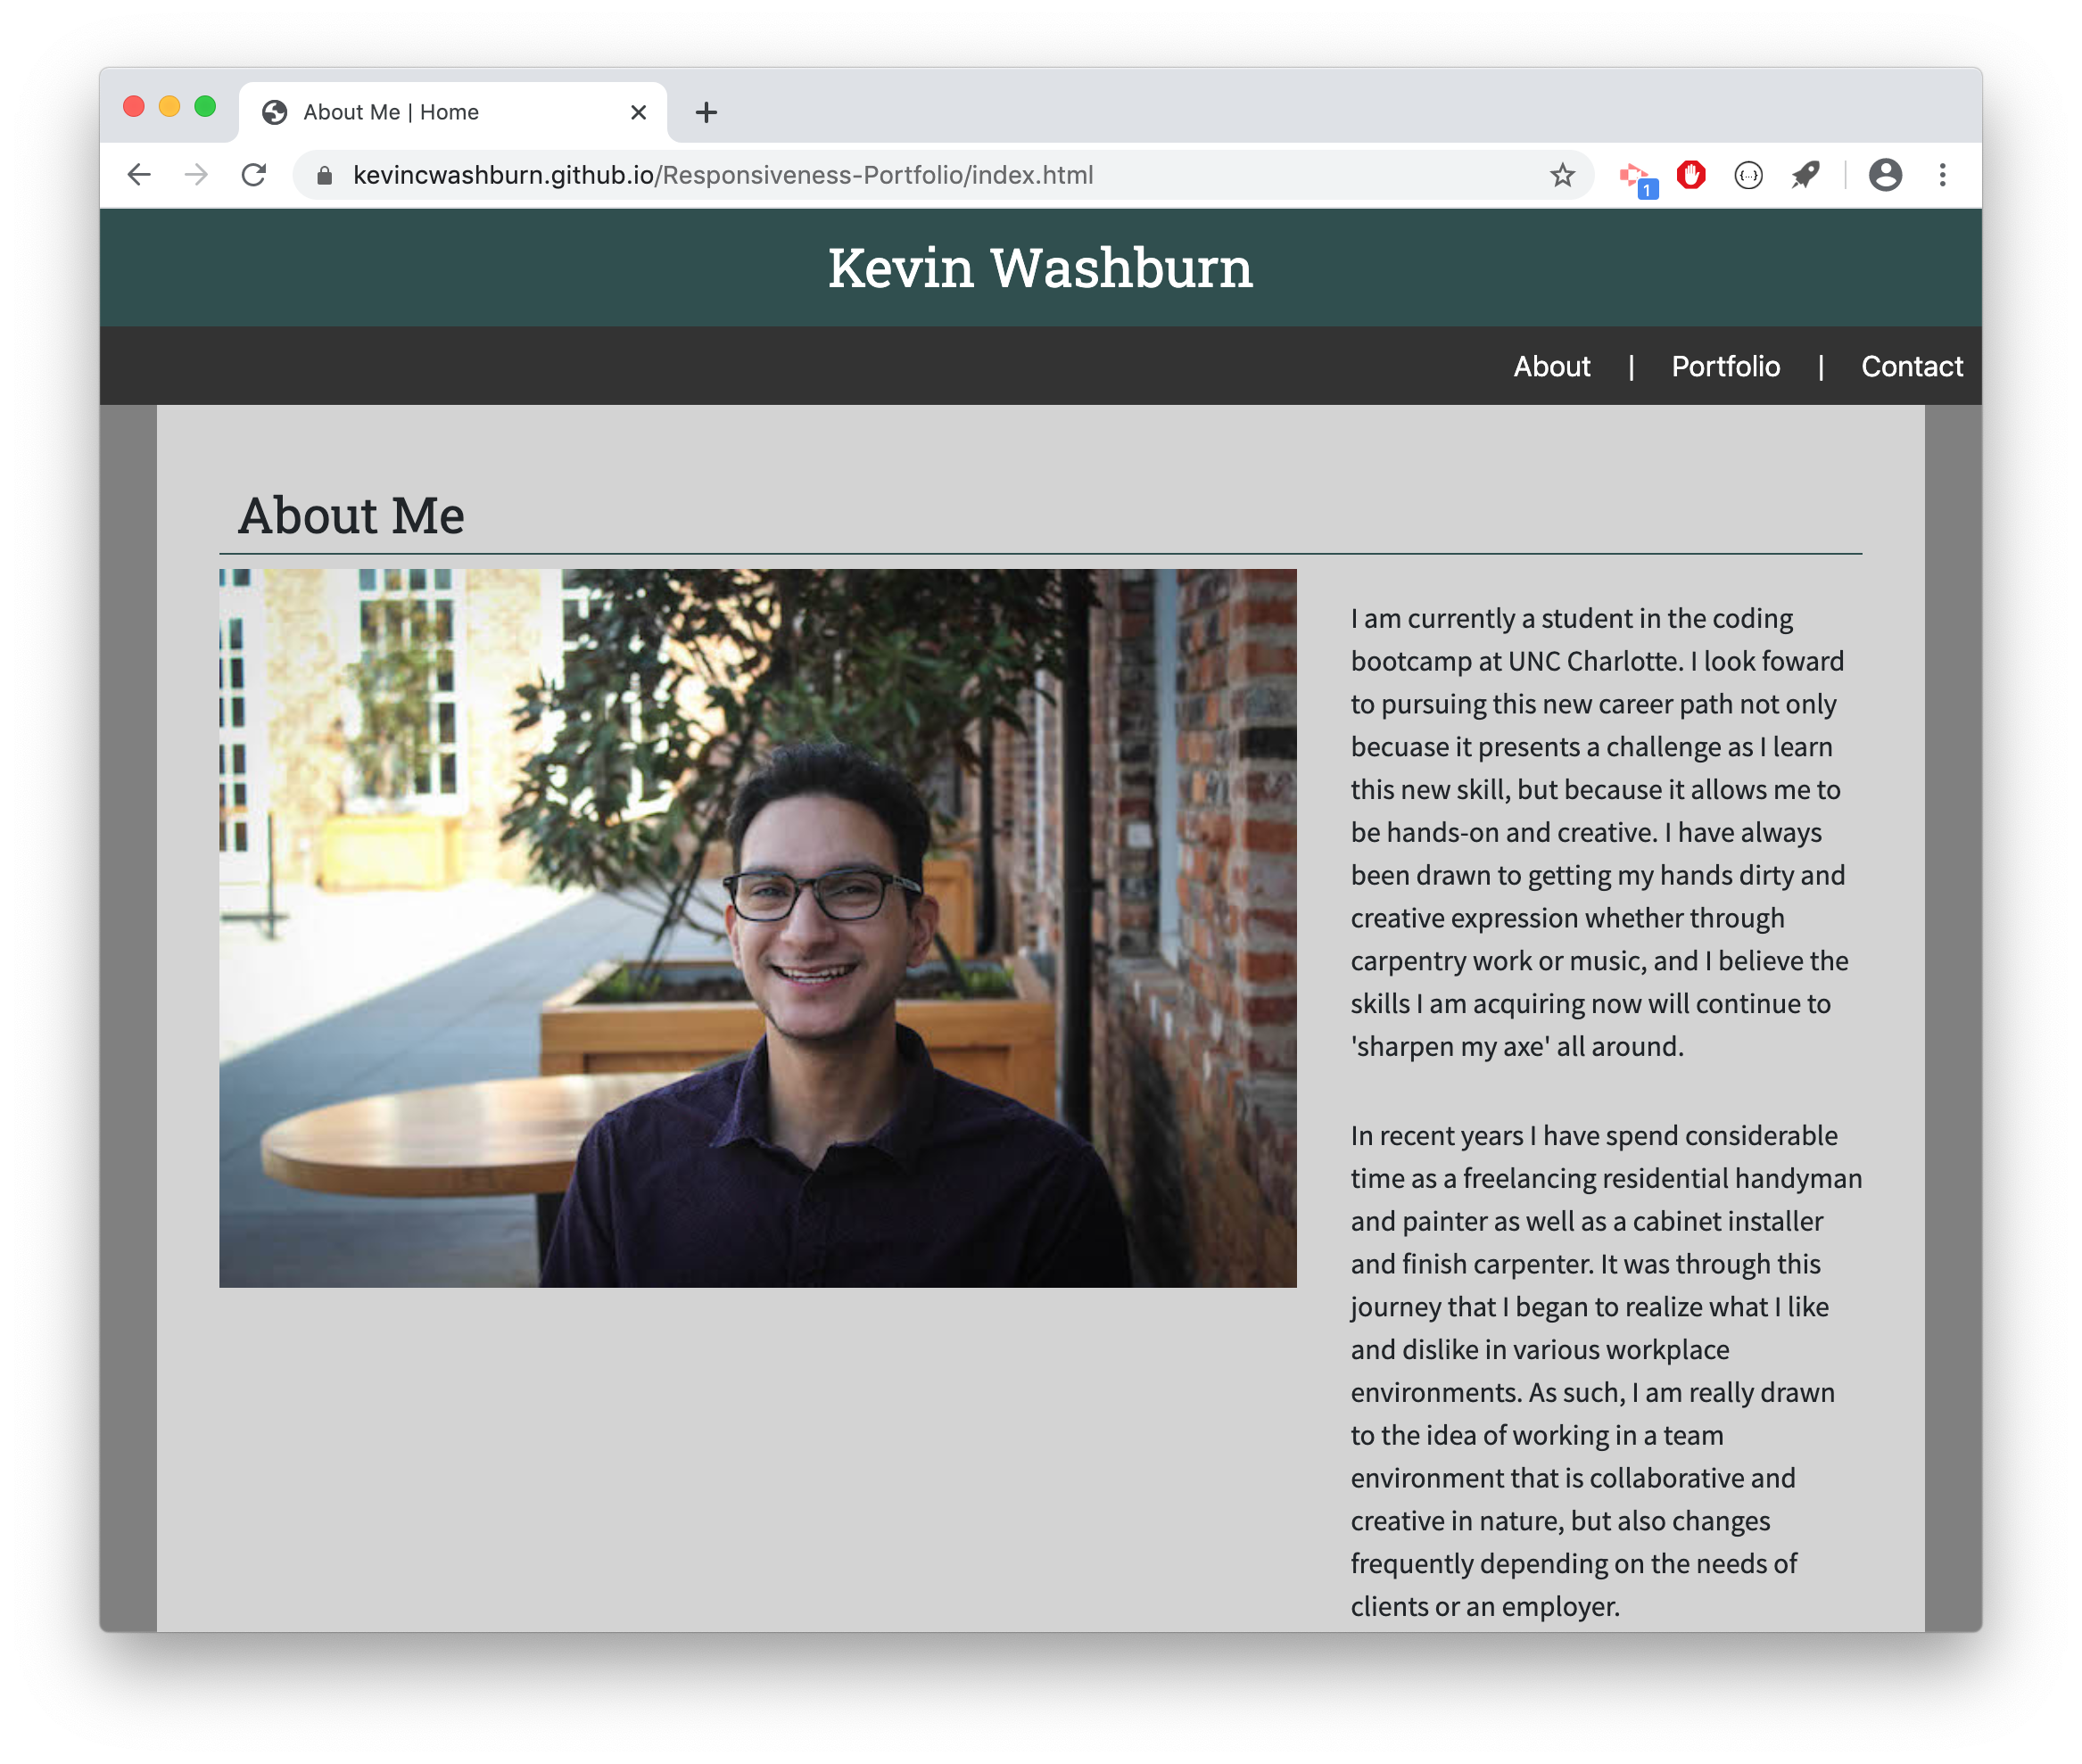 About Me | Home
kevincwashburn.github.io/Responsiveness-Portfolio/index.html
1
Kevin Washburn
About | Portfolio | Contact
About Me
I am currently a student in the coding
bootcamp at UNC Charlotte. I look foward
to pursuing this new career path not only
becuase it presents a challenge as I learn
this new skill, but because it allows me to
be hands-on and creative. I have always
been drawn to getting my hands dirty and
creative expression whether through
carpentry work or music, and I believe the
skills I am acquiring now will continue to
'sharpen my axe' all around.
In recent years I have spend considerable
time as a freelancing residential handyman
and painter as well as a cabinet installer
and finish carpenter. It was through this
journey that I began to realize what I like
and dislike in various workplace
environments. As such, I am really drawn
to the idea of working in a team
environment that is collaborative and
creative in nature, but also changes
frequently depending on the needs of
clients or an employer.